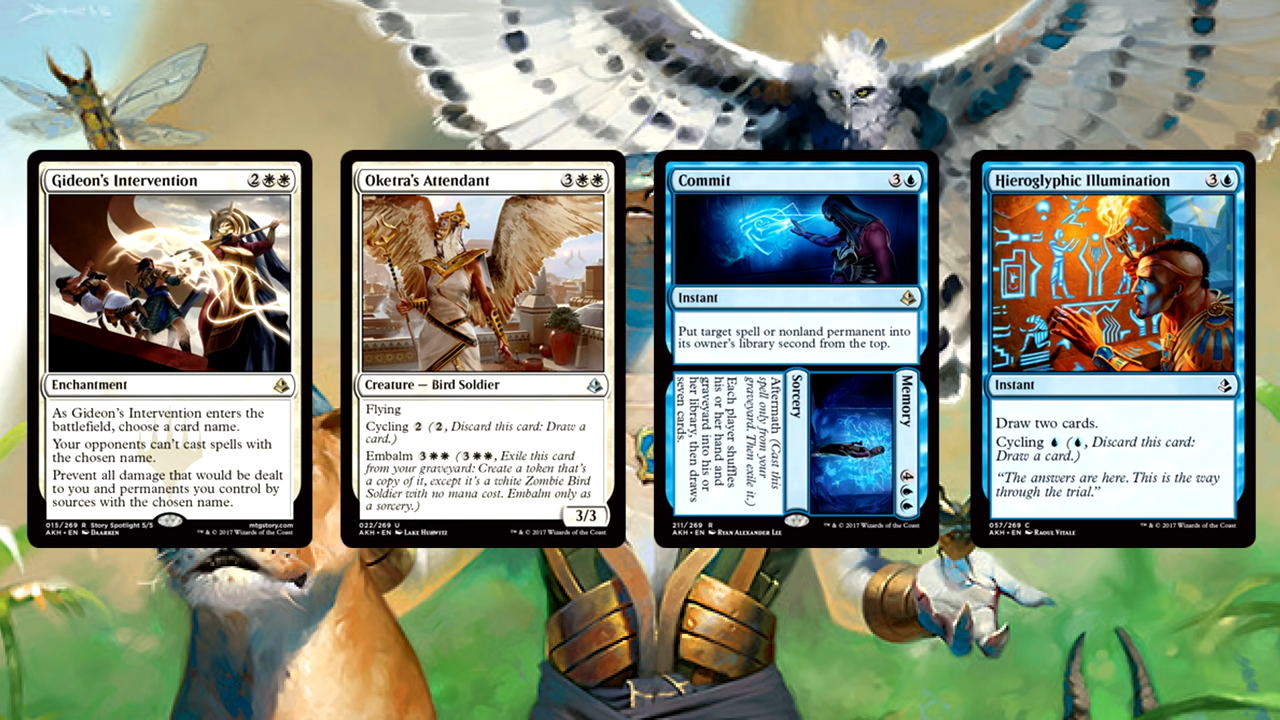 Gideon's Intervention 2
Enchantment
As Gideon's Intervention enters the
battlefield, choose a card name.
Your opponents can't cast spells with
the chosen name.
Prevent all damage that would be dealt
to you and permanents you control by
sources with the chosen name.
015/269 R Story Spotlight 5/5 mtgstory.com
AKH • EN Daarken ™ & © 2017 Wizards of the Coast
Oketra's Attendant 3
Creature — Bird Soldier
Flying
Cycling 2 (2, Discard this card: Draw a
card.)
Embalm 3 (3, Exile this card
from your graveyard: Create a token that's
a copy of it, except it's a white Zombie Bird
Soldier with no mana cost. Embalm only as
a sorcery.)
3/3
022/269 U
AKH • EN Lake Hurwitz ™ & © 2017 Wizards of the Coast
Commit 3
Instant
Put target spell or nonland permanent into
its owner's library second from the top.
Memory 4
Sorcery
Aftermath (Cast this
spell only from your
graveyard. Then exile it.)
Each player shuffles
his or her hand and
graveyard into his or
her library, then draws
seven cards.
211/269 R
AKH • EN Ryan Alexander Lee ™ & © 2017 Wizards of the Coast
Hieroglyphic Illumination 3
Instant
Draw two cards.
Cycling (, Discard this card:
Draw a card.)
"The answers are here. This is the way
through the trial."
057/269 C
AKH • EN Raoul Vitale ™ & © 2017 Wizards of the Coast